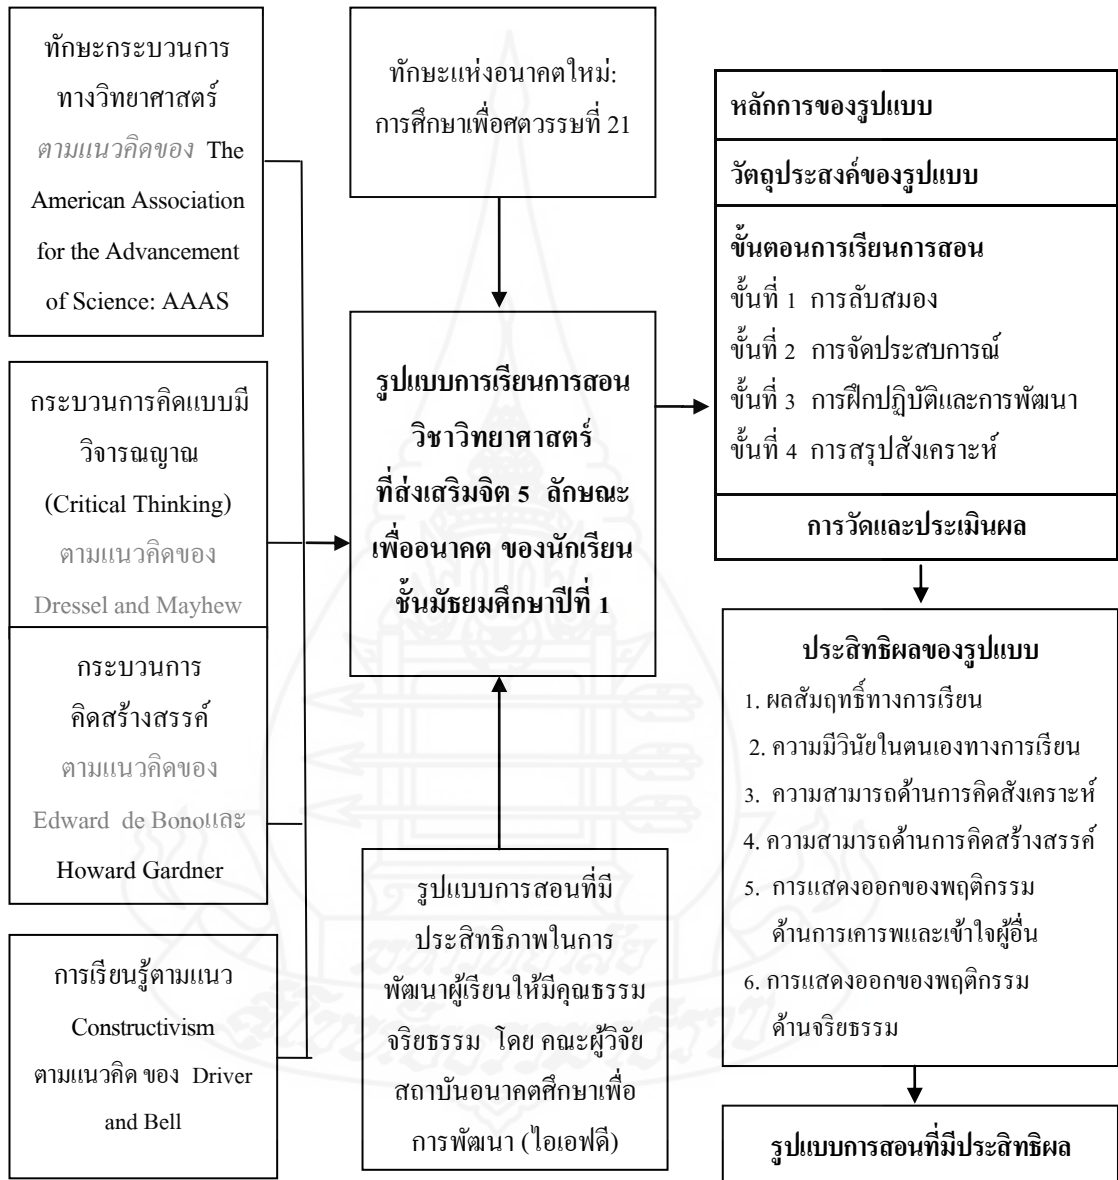 ทักษะกระบวนการ
ทางวิทยาศาสตร์
ตามแนวคิดของ The
American Association
for the Advancement
of Science: AAAS
กระบวนการคิดแบบมี
วิจารณญาณ
(Critical Thinking)
ตามแนวคิดของ
Dressel and Mayhew
กระบวนการ
คิดสร้างสรรค์
ตามแนวคิดของ
Edward de Bonoและ
Howard Gardner
การเรียนรู้ตามแนว
Constructivism
ตามแนวคิด ของ Driver
and Bell
ทักษะแห่งอนาคตใหม่:
การศึกษาเพื่อศตวรรษที่ 21
รูปแบบการเรียนการสอน
วิชาวิทยาศาสตร์
ที่ส่งเสริมจิต 5 ลักษณะ
เพื่ออนาคต ของนักเรียน
ชั้นมัธยมศึกษาปีที่ 1
รูปแบบการสอนที่มี
ประสิทธิภาพในการ
พัฒนาผู้เรียนให้มีคุณธรรม
จริยธรรม โดย คณะผู้วิจัย
สถาบันอนาคตศึกษาเพื่อ
การพัฒนา (ไอเอฟดี)
หลักการของรูปแบบ
วัตถุประสงค์ของรูปแบบ
ขั้นตอนการเรียนการสอน
ขั้นที่ 1 การลับสมอง
ขั้นที่ 2 การจัดประสบการณ์
ขั้นที่ 3 การฝึกปฏิบัติและการพัฒนา
ขั้นที่ 4 การสรุปสังเคราะห์
การวัดและประเมินผล
ประสิทธิผลของรูปแบบ
1. ผลสัมฤทธิ์ทางการเรียน
2. ความมีวินัยในตนเองทางการเรียน
3. ความสามารถด้านการคิดสังเคราะห์
4. ความสามารถด้านการคิดสร้างสรรค์
5. การแสดงออกของพฤติกรรม
ด้านการเคารพและเข้าใจผู้อื่น
6. การแสดงออกของพฤติกรรม
ด้านจริยธรรม
รูปแบบการสอนที่มีประสิทธิผล